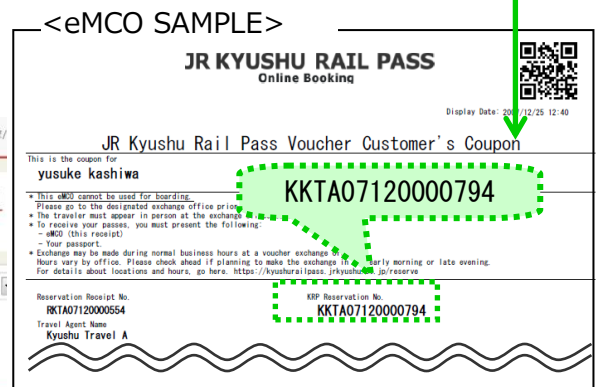 <eMCO SAMPLE>
JR KYUSHU RAIL PASS
Online Booking
Display Date: 12/25 12:40
JR Kyushu Rail Pass Voucher Customer's Coupon
This is the coupon for
yusuke kashiwa
KKTA07120000794
* This eMCO cannot be used for boarding.
Please go to the designated exchange office prior
* The traveler must appear in person at the exchange
* To receive your passes, you must present the following:
- eMCO (this receipt)
- Your passport.
* Exchange may be made during normal business hours at a voucher exchange
Hours vary by office. Please check ahead if planning to make the exchange in early morning or late evening.
For details about locations and hours, go here. https://kyushurailpass.jrkyushu.jp/reserve
Reservation Receipt No.
KRP Reservation No.
RKTA07120000554
KKTA07120000794
Travel Agent Name
Kyushu Travel A